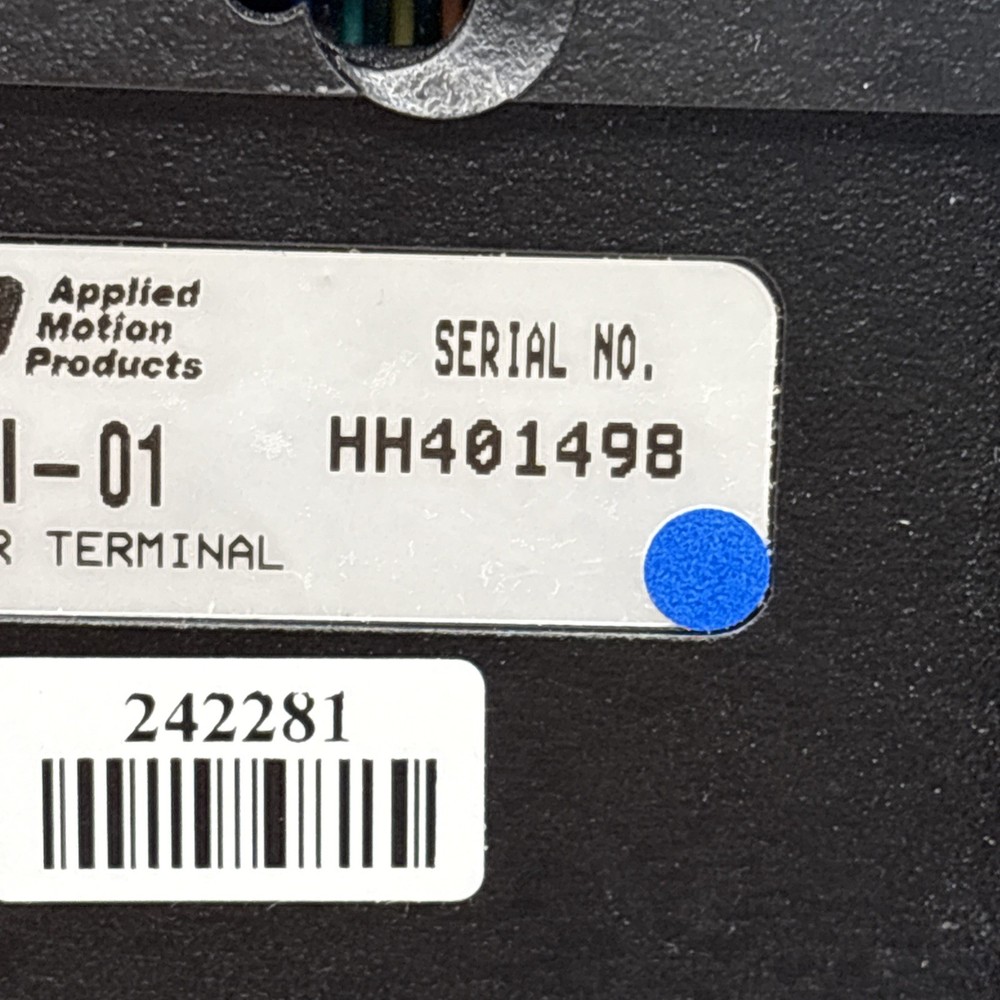 Applied
Motion
Products
SERIAL NO.
HH401498
-01
TERMINAL
242281